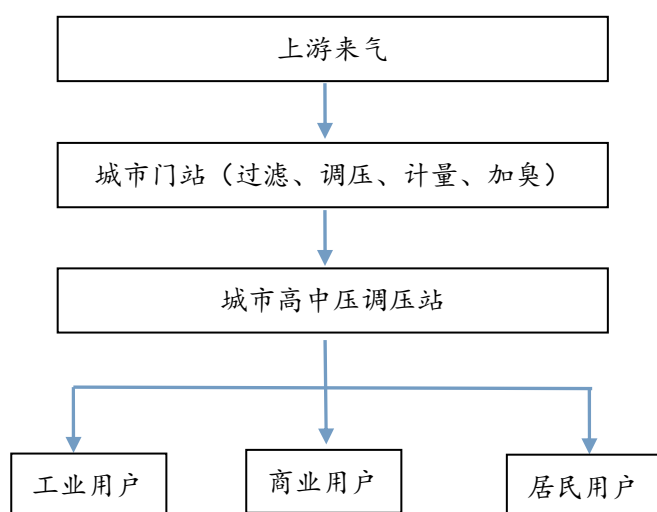 上游来气
城市门站（过滤、调压、计量、加臭）
城市高中压调压站
工业用户
商业用户
居民用户